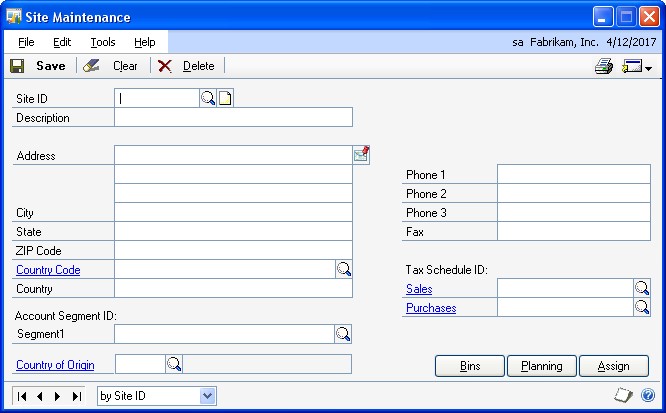 Site Maintenance
File Edit Tools Help
sa Fabrikam, Inc. 4/12/2017
Save Clear Delete
Site ID
Description
Address
Phone 1
Phone 2
City Phone 3
State Fax
ZIP Code
Country Code Tax Schedule ID:
Country Sales
Purchases
Account Segment ID:
Segment1
Country of Origin Bins Planning Assign
by Site ID